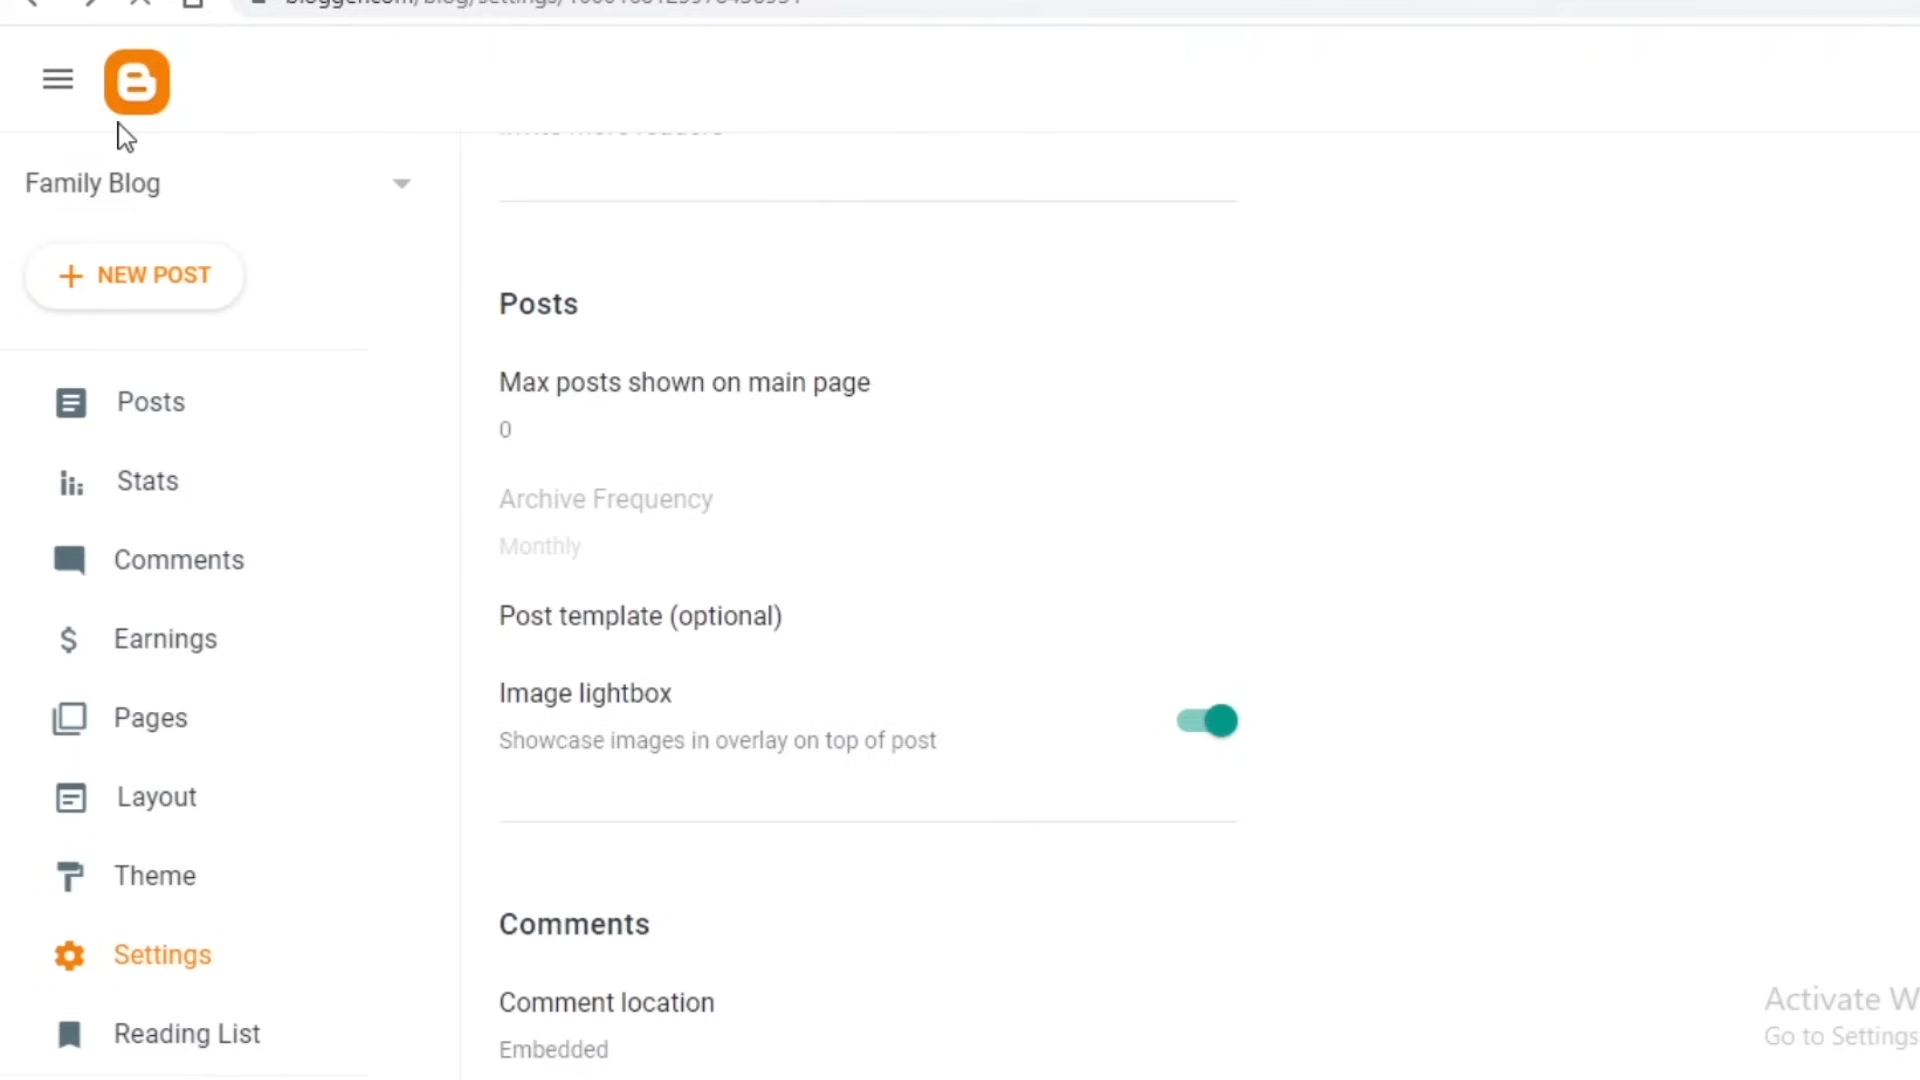 Family Blog
NEW POST
Posts
Stats
Comments
Earnings
Pages
Layout
Theme
Settings
Reading List
Posts
Max posts shown on main page
0
Archive Frequency
Monthly
Post template (optional)
Image lightbox
Showcase images in overlay on top of post
Comments
Comment location
Embedded
Activate W
Go to Settings